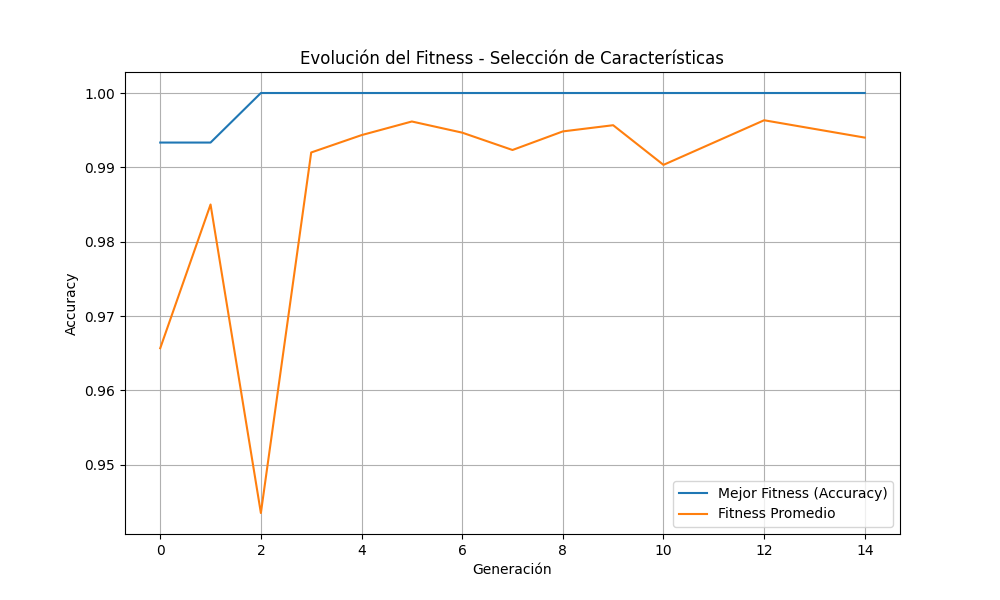 Evolución del Fitness - Selección de Características
Accuracy
1.00
0.99
0.98
0.97
0.96
0.95
0 2 4 6 8 10 12 14
Generación
Mejor Fitness (Accuracy)
Fitness Promedio